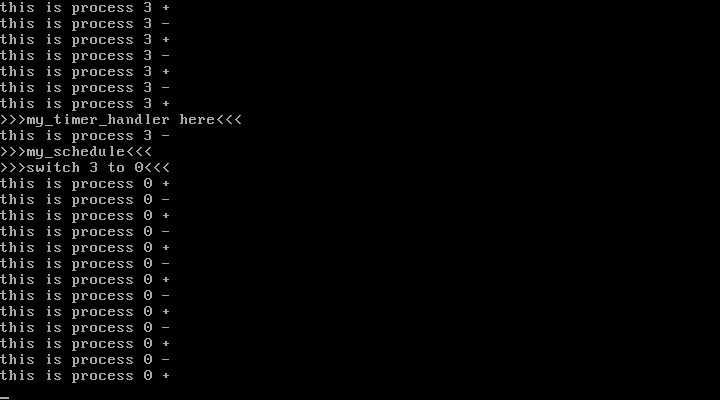 this is process 3 +
this is process 3 -
this is process 3 +
this is process 3 -
this is process 3 +
this is process 3 -
this is process 3 +
>>>my_timer_handler here<<<
this is process 3 -
>>>my_schedule<<<
>>>switch 3 to 0<<<
this is process 0 +
this is process 0 -
this is process 0 +
this is process 0 -
this is process 0 +
this is process 0 -
this is process 0 +
this is process 0 -
this is process 0 +
this is process 0 -
this is process 0 +
this is process 0 -
this is process 0 +